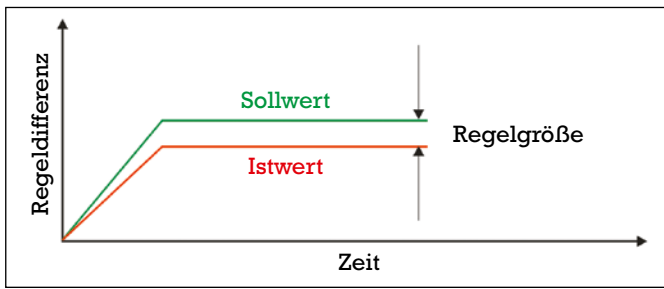 Regeldifferenz
Sollwert
Regelgröße
Istwert
Zeit